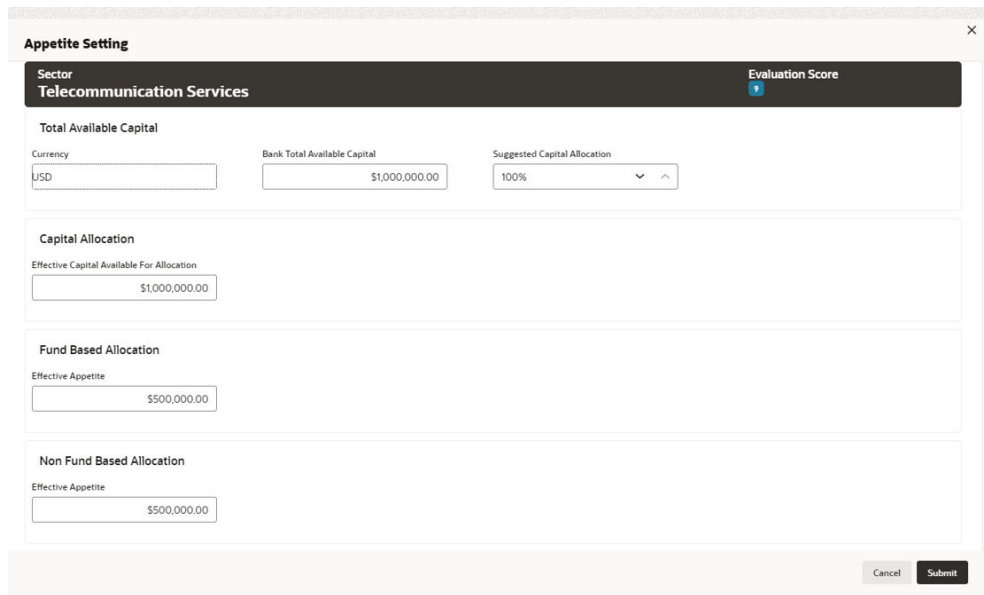 Appetite Setting
Sector
Telecommunication Services
Evaluation Score
9
Total Available Capital
Currency
Bank Total Available Capital
Suggested Capital Allocation
USD
$1,000,000.00
100%
Capital Allocation
Effective Capital Available For Allocation
$1,000,000.00
Fund Based Allocation
Effective Appetite
$500,000.00
Non Fund Based Allocation
Effective Appetite
$500,000.00
Cancel
Submit